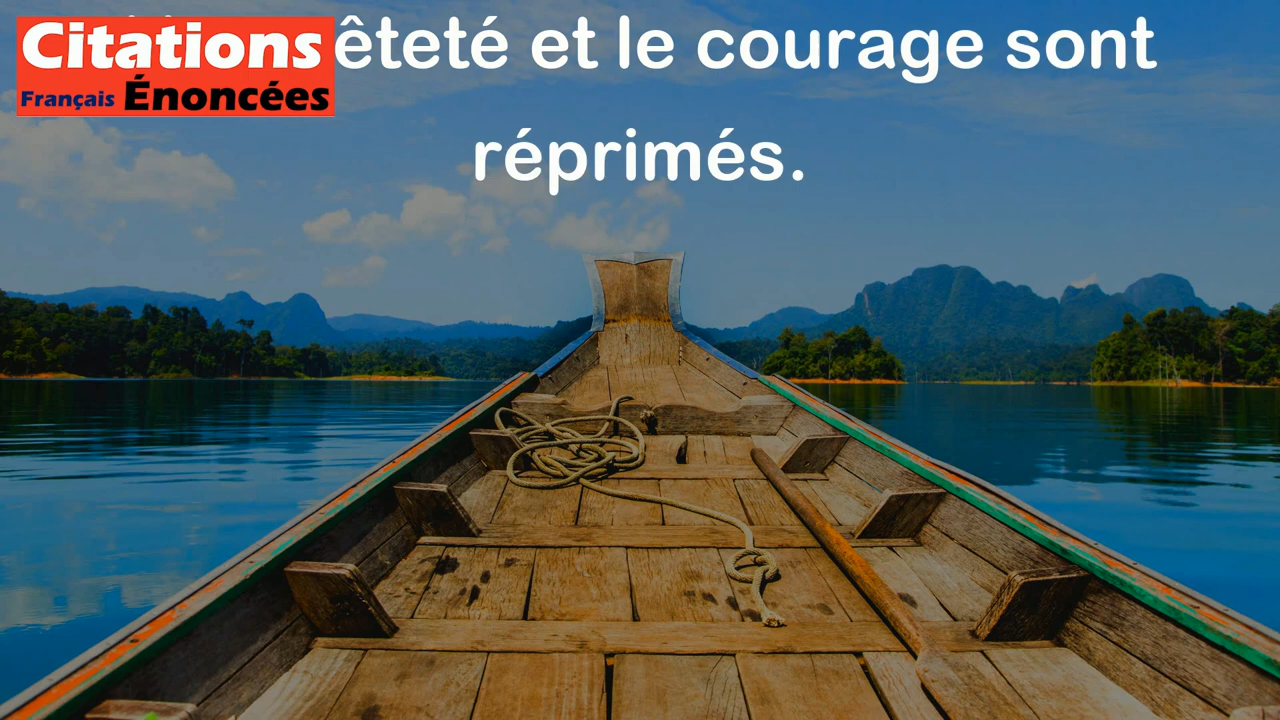 Citations
Français Énoncées
êteté et le courage sont
réprimés.